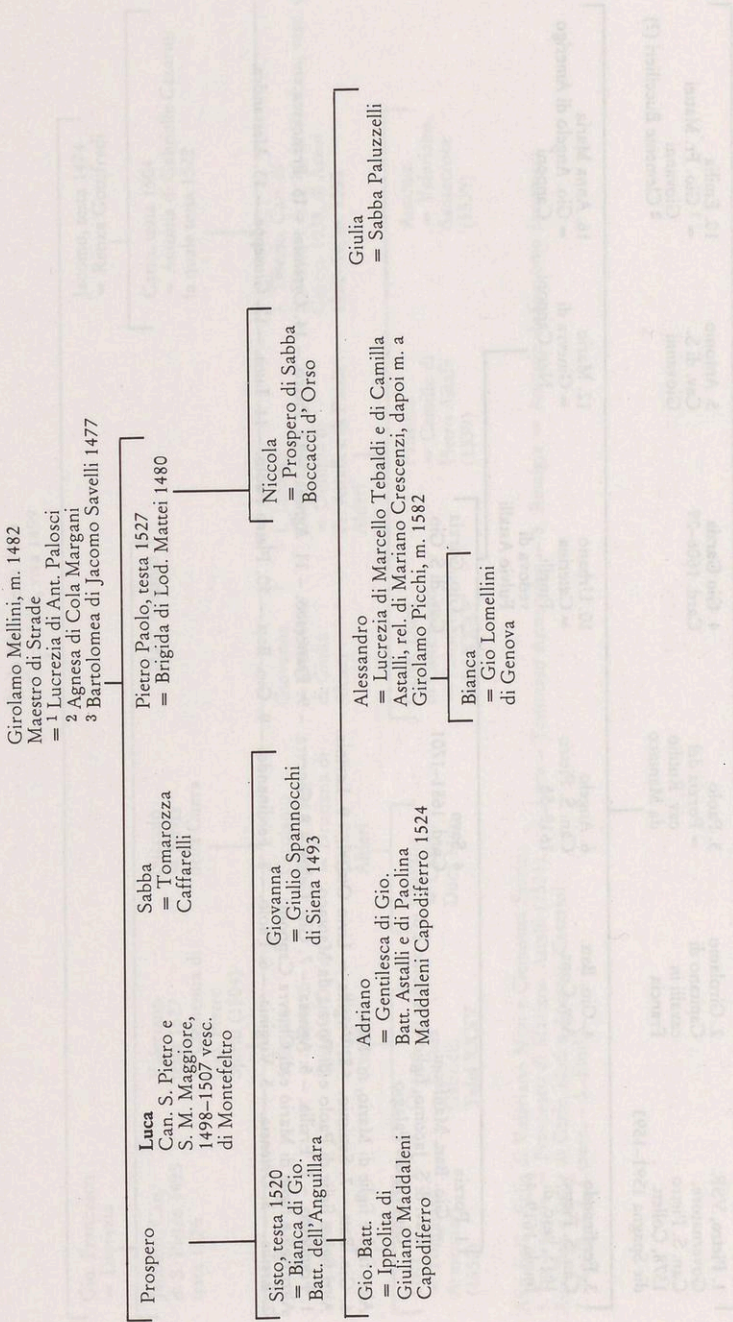 Girolamo Mellini, m. 1482
Maestro di Strade
= 1 Lucrezia di Ant. Palosci
2 Agnesa di Cola Margani
3 Bartolomea di Jacomo Savelli 1477
Prospero
Luca
Can. S. Pietro e
S. M. Maggiore,
1498–1507 vesc.
di Montefeltro
Sabba
= Tomarozza
Caffarelli
Pietro Paolo, testa 1527
= Brigida di Lod. Mattei 1480
Sisto, testa 1520
= Bianca di Gio.
Batt. dell'Anguillara
Giovanna
= Giulio Spannocchi
di Siena 1493
Niccola
= Prospero di Sabba
Boccacci d' Orso
Gio. Batt.
= Ippolita di
Giuliano Maddaleni
Capodiferro
Adriano
= Gentilesca di Gio.
Batt. Astalli e di Paolina
Maddaleni Capodiferro 1524
Alessandro
= Lucrezia di Marcello Tebaldi e di Camilla
Astalli, rel. di Mariano Crescenzi, dapoi m. a
Girolamo Picchi, m. 1582
Giulia
= Sabba Paluzzelli
Bianca
= Gio Lomellini
di Genova